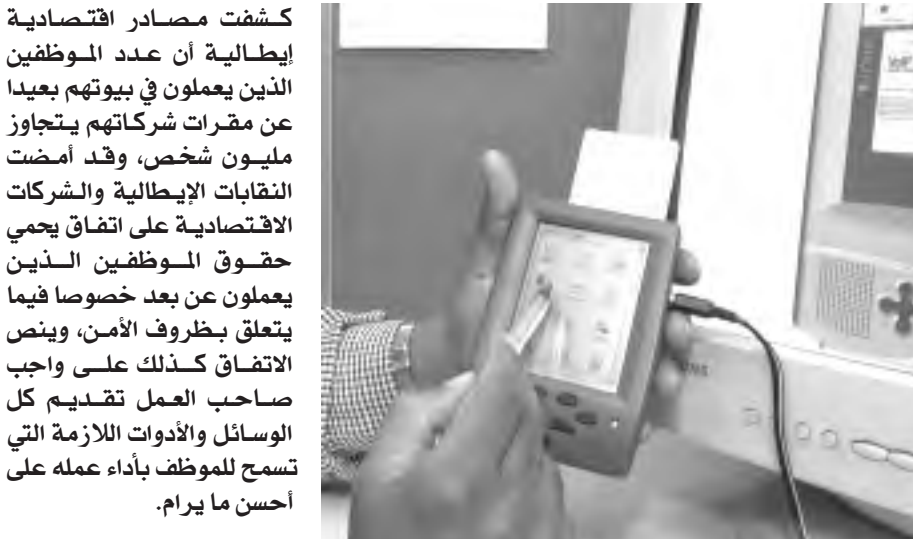 كشفت مصادر اقتصادية
إيطالية أن عدد الموظفين
الذين يعملون في بيوتهم بعيدا
عن مقرات شركاتهم يتجاوز
مليون شخص، وقد أمضت
النقابات الإيطالية والشركات
الاقتصادية على اتفاق يحمي
حقوق الموظفين الذين
يعملون عن بعد خصوصا فيما
يتعلق بظروف الأمن، وينص
الاتفاق كذلك على واجب
صاحب العمل تقديم كل
الوسائل والأدوات اللازمة التي
تسمح للموظف بأداء عمله على
أحسن ما يرام.